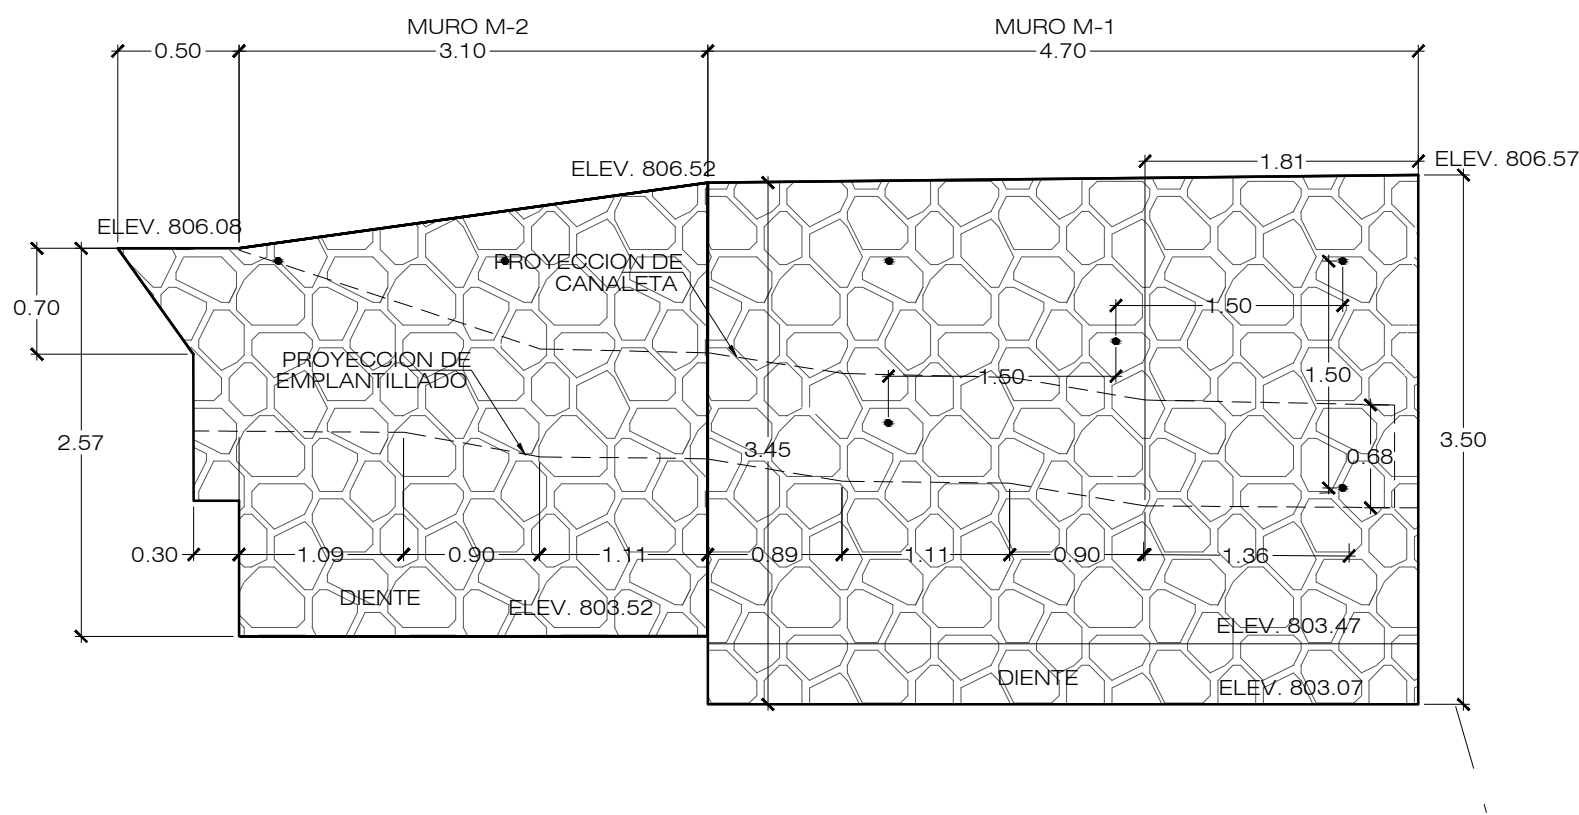 MURO M-2
MURO M-1
0.50
3.10
4.70
ELEV. 806.52
1.81
ELEV. 806.57
ELEV. 806.08
PROYECCION DE
CANALETA
0.70
1.50
PROYECCION DE
EMPLANTILLADO
1.50
1.50
2.57
3.45
0.68
3.50
0.30
1.09
0.90
1.11
0.89
1.11
0.90
1.36
DIENTE
ELEV. 803.52
ELEV. 803.47
DIENTE
ELEV. 803.07